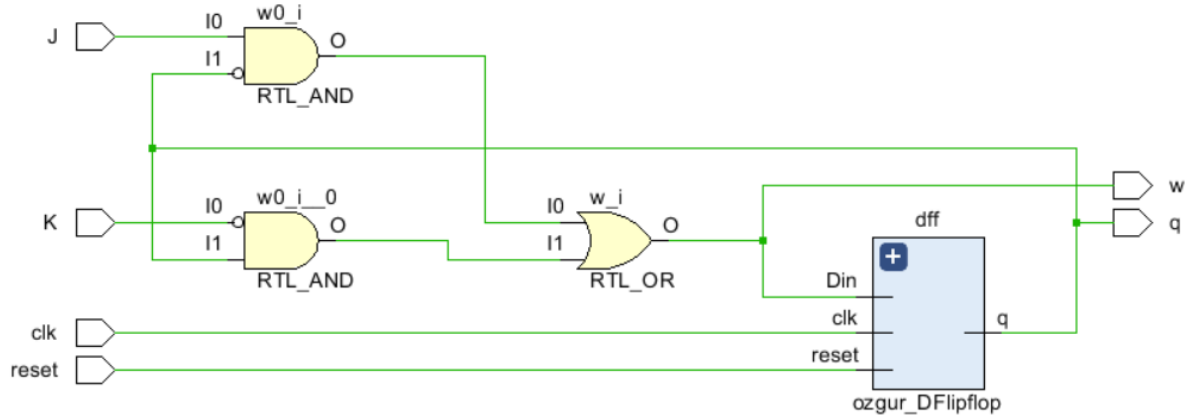 w0_i
J
I0
O
I1
RTL_AND
w0_i__0
K
I0
O
I1
RTL_AND
w_i
I0
O
I1
RTL_OR
w
q
dff
+
Din
clk
q
reset
ozgur_DFlipflop
clk
reset